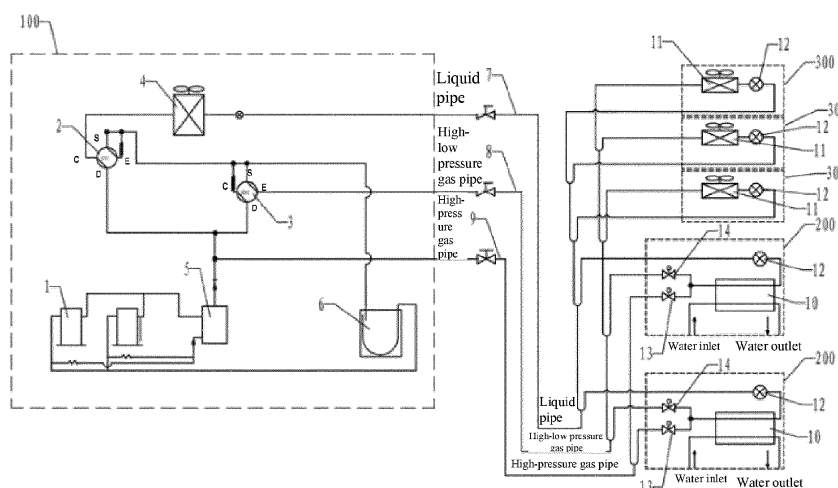 100
4
2
S
C
E
D
C
S
E
D
3
1
5
6
Liquid
pipe
7
High-
low
pressure
gas pipe
8
High-
press
ure
gas
pipe
9
11
12
300
30
12
11
30
12
11
14
200
12
10
13
Water inlet
Water outlet
14
200
12
10
13
Water inlet
Water outlet
Liquid
pipe
High-low pressure
gas pipe
High-pressure gas pipe